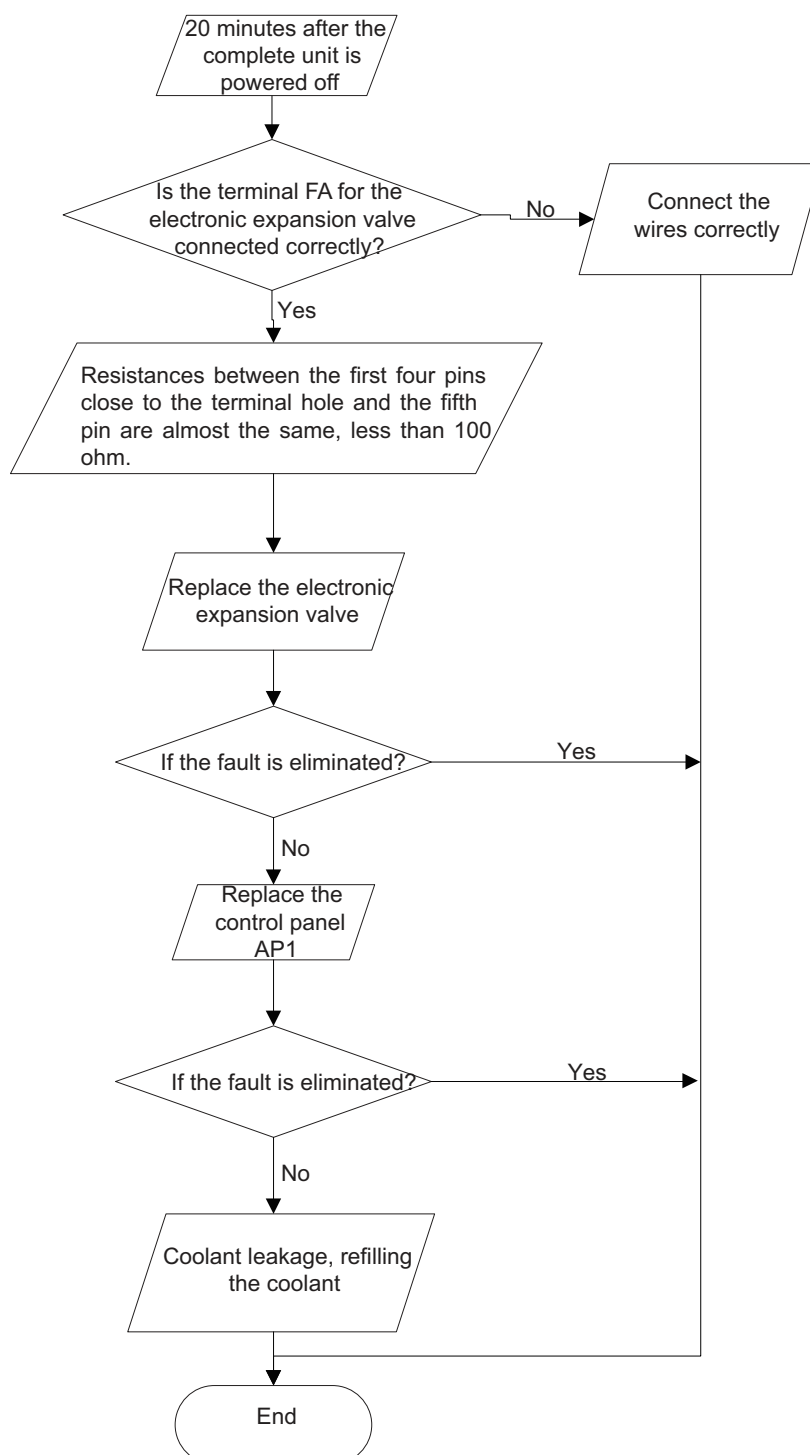 20 minutes after the
complete unit is
powered off
Is the terminal FA for the
electronic expansion valve
connected correctly?
No
Connect the
wires correctly
Yes
Resistances between the first four pins
close to the terminal hole and the fifth
pin are almost the same, less than 100
ohm.
Replace the electronic
expansion valve
If the fault is eliminated?
Yes
No
Replace the
control panel
AP1
If the fault is eliminated?
Yes
No
Coolant leakage, refilling
the coolant
End